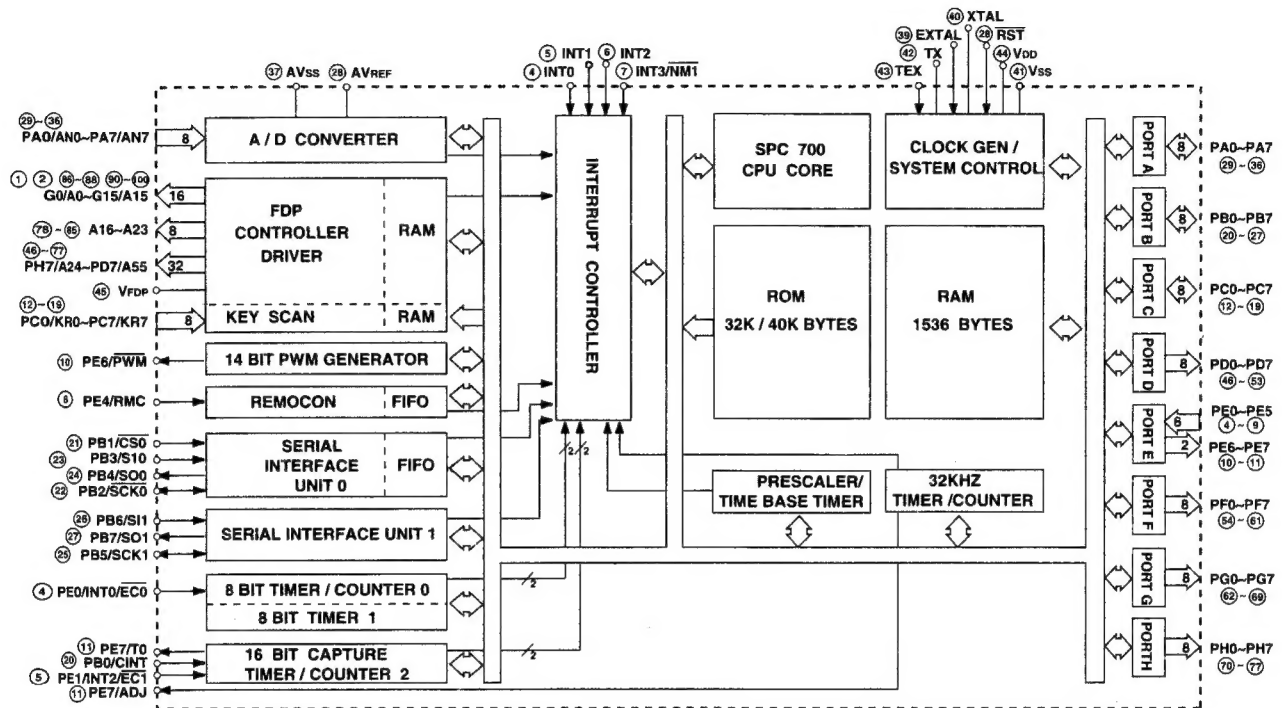 ㊵ XTAL
㊴ EXTAL ㉘ RST
⑤ INT1 ⑥ INT2 ㊷ TX ㊹ VDD
㊲ AVSS ㉘ AVREF ④ INT0 ⑦ INT3/NM1 ㊸ TEX ㊶ VSS
㉙~㊱
PA0/AN0~PA7/AN7 8
A/D CONVERTER
① ② ~ ~
G0/A0~G15/A15 16
~ A16~A23 8
㊻~
PH7/A24~PD7/A55 32
㊺ VFDP
⑫~⑲
PC0/KR0~PC7/KR7 8
FDP
CONTROLLER
DRIVER
RAM
KEY SCAN RAM
⑩ PE6/PWM
14 BIT PWM GENERATOR
PE4/RMC
REMOCON FIFO
㉑ PB1/CS0
㉓ PB3/S10
㉔ PB4/SO0
㉒ PB2/SCK0
SERIAL
INTERFACE
UNIT 0
FIFO
PB6/SI1
㉗ PB7/SO1
㉕ PB5/SCK1
SERIAL INTERFACE UNIT 1
④ PE0/INT0/EC0
8 BIT TIMER / COUNTER 0
8 BIT TIMER 1
2
⑪ PE7/T0
⑳ PB0/CINT
⑤ PE1/INT2/EC1
⑪ PE7/ADJ
16 BIT CAPTURE
TIMER / COUNTER 2
2
INTERRUPT CONTROLLER
2 2
SPC 700
CPU CORE
CLOCK GEN /
SYSTEM CONTROL
ROM
32K / 40K BYTES
RAM
1536 BYTES
PRESCALER/
TIME BASE TIMER
32KHZ
TIMER /COUNTER
PORT A 8 PA0~PA7
㉙~㊱
PORT B 8 PB0~PB7
⑳~㉗
PORT C 8 PC0~PC7
⑫~⑲
PORT D 8 PD0~PD7
㊻~
PORT E 6 PE0~PE5
④~⑨
2 PE6~PE7
⑩~⑪
PORT F 8 PF0~PF7
~
PORT G 8 PG0~PG7
~
PORTH 8 PH0~PH7
~